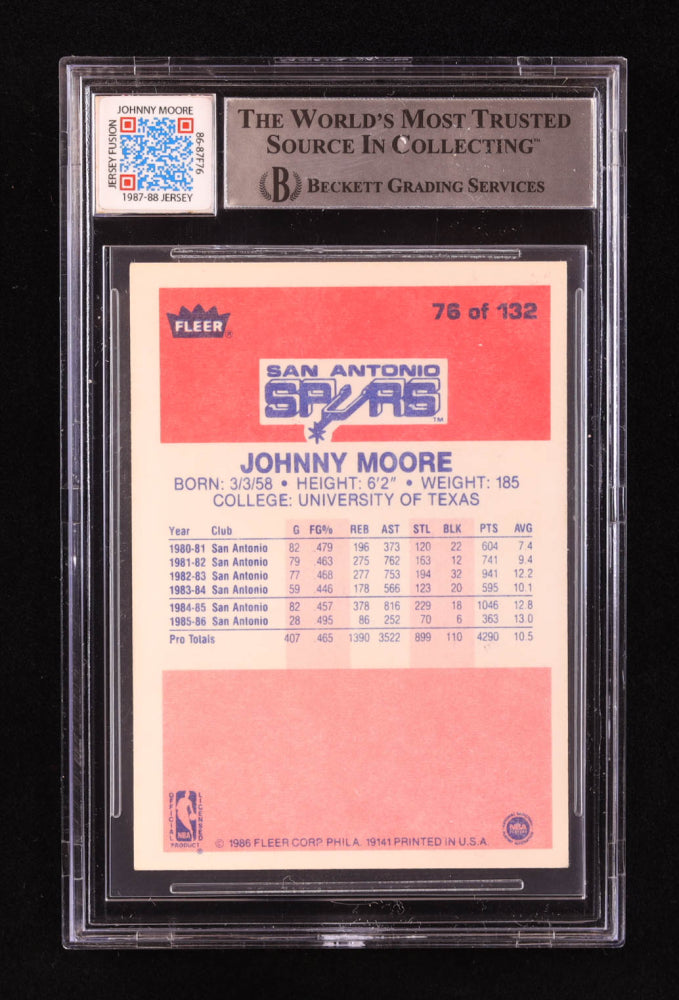 JOHNNY MOORE
JERSEY FUSION
86-87F76
1987-88 JERSEY
THE WORLD'S MOST TRUSTED
SOURCE IN COLLECTING™
B BECKETT GRADING SERVICES
FLEER®
76 of 132
SAN ANTONIO
SPURS™
JOHNNY MOORE
BORN: 3/3/58 • HEIGHT: 6'2" • WEIGHT: 185
COLLEGE: UNIVERSITY OF TEXAS
Year Club G FG% REB AST STL BLK PTS AVG
1980-81 San Antonio 82 .479 196 373 120 22 604 7.4
1981-82 San Antonio 79 .463 275 762 163 12 741 9.4
1982-83 San Antonio 77 .468 277 753 194 32 941 12.2
1983-84 San Antonio 59 .446 178 566 123 20 595 10.1
1984-85 San Antonio 82 .457 378 816 229 18 1046 12.8
1985-86 San Antonio 28 .495 86 252 70 6 363 13.0
Pro Totals 407 .465 1390 3522 899 110 4290 10.5
OFFICIAL LICENSED
NBA
PRODUCT ®
© 1986 FLEER CORP. PHILA. 19141 PRINTED IN U.S.A.
NBA